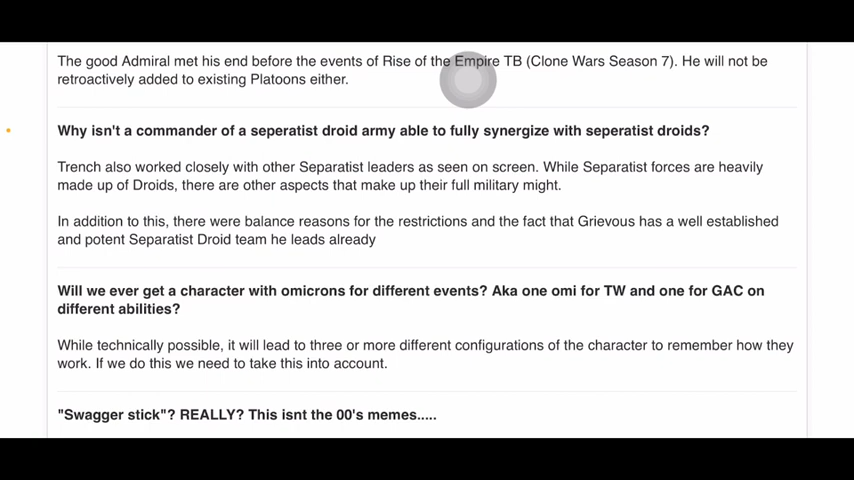 The good Admiral met his end before the events of Rise of the Empire TB (Clone Wars Season 7). He will not be
retroactively added to existing Platoons either.
Why isn't a commander of a seperatist droid army able to fully synergize with seperatist droids?
Trench also worked closely with other Separatist leaders as seen on screen. While Separatist forces are heavily
made up of Droids, there are other aspects that make up their full military might.
In addition to this, there were balance reasons for the restrictions and the fact that Grievous has a well established
and potent Separatist Droid team he leads already
Will we ever get a character with omicrons for different events? Aka one omi for TW and one for GAC on
different abilities?
While technically possible, it will lead to three or more different configurations of the character to remember how they
work. If we do this we need to take this into account.
"Swagger stick"? REALLY? This isnt the 00's memes.....